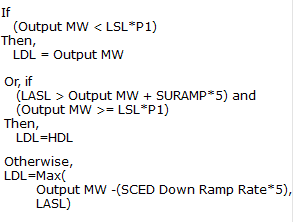 If
(Output MW < LSL*P1)
Then,
LDL = Output MW
Or, if
(LASL > Output MW + SURAMP*5) and
(Output MW >= LSL*P1)
Then,
LDL=HDL
Otherwise,
LDL=Max(
Output MW -(SCED Down Ramp Rate*5),
LASL)